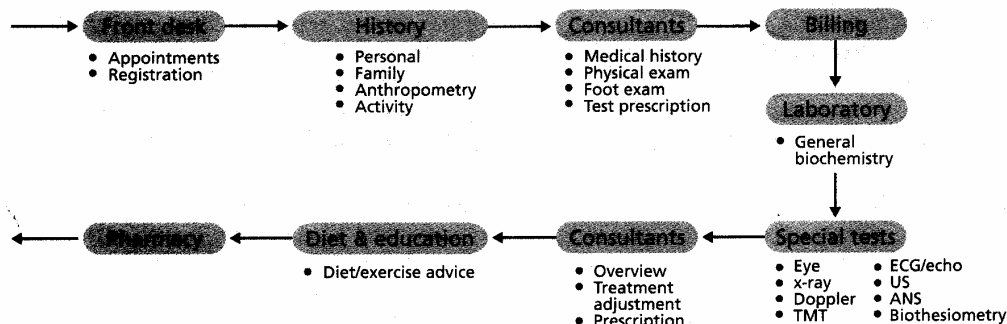 Front desk
• Appointments
• Registration
History
• Personal
• Family
• Anthropometry
• Activity
Consultants
• Medical history
• Physical exam
• Foot exam
• Test prescription
Billing
Laboratory
• General
biochemistry
Special tests
• Eye
• x-ray
• Doppler
• TMT
• ECG/echo
• US
• ANS
• Biothesiometry
Consultants
• Overview
• Treatment
adjustment
• Prescription
Diet & education
• Diet/exercise advice
Pharmacy